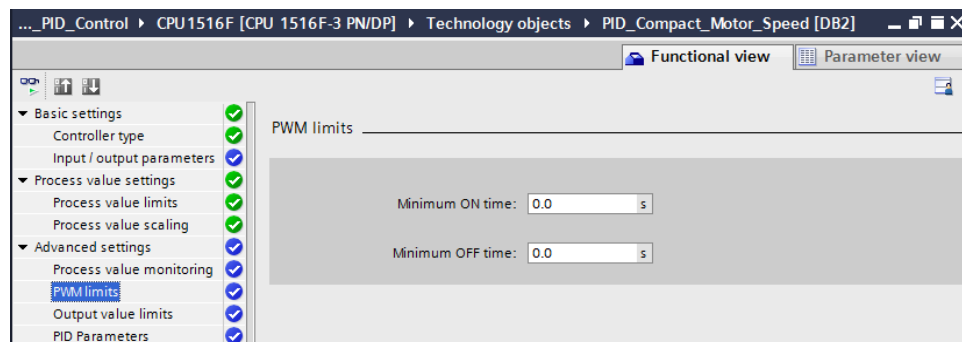 ..._PID_Control ▸ CPU1516F [CPU 1516F-3 PN/DP] ▸ Technology objects ▸ PID_Compact_Motor_Speed [DB2]
Functional view
Parameter view
Basic settings
Controller type
Input / output parameters
Process value settings
Process value limits
Process value scaling
Advanced settings
Process value monitoring
PWM limits
Output value limits
PID Parameters
PWM limits
Minimum ON time: 0.0 s
Minimum OFF time: 0.0 s